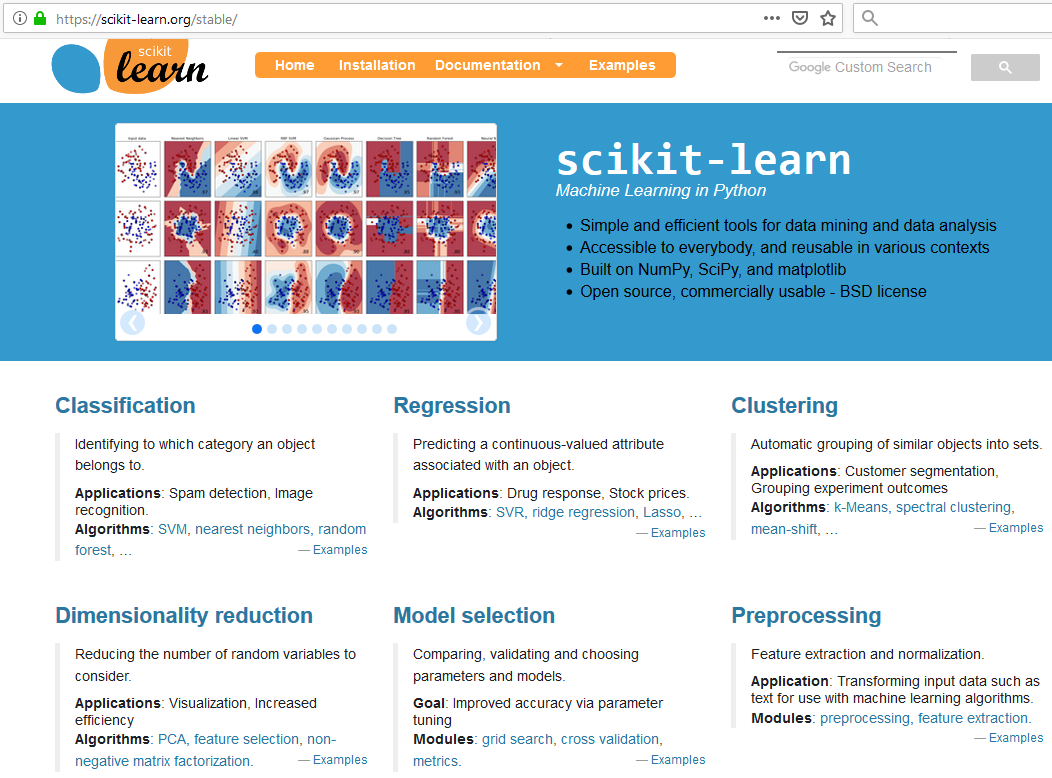 https://scikit-learn.org/stable/
scikit
learn
Home Installation Documentation Examples
Google Custom Search
Input data Nearest Neighbors Linear SVM RBF SVM Gaussian Process Decision Tree Random Forest Neural N
scikit-learn
Machine Learning in Python
Simple and efficient tools for data mining and data analysis
Accessible to everybody, and reusable in various contexts
Built on NumPy, SciPy, and matplotlib
Open source, commercially usable - BSD license
Classification
Identifying to which category an object
belongs to.
Applications: Spam detection, Image
recognition.
Algorithms: SVM, nearest neighbors, random
forest, …
— Examples
Regression
Predicting a continuous-valued attribute
associated with an object.
Applications: Drug response, Stock prices.
Algorithms: SVR, ridge regression, Lasso, …
— Examples
Clustering
Automatic grouping of similar objects into sets.
Applications: Customer segmentation,
Grouping experiment outcomes
Algorithms: k-Means, spectral clustering,
mean-shift, …
— Examples
Dimensionality reduction
Reducing the number of random variables to
consider.
Applications: Visualization, Increased
efficiency
Algorithms: PCA, feature selection, non-
negative matrix factorization.
— Examples
Model selection
Comparing, validating and choosing
parameters and models.
Goal: Improved accuracy via parameter
tuning
Modules: grid search, cross validation,
metrics.
— Examples
Preprocessing
Feature extraction and normalization.
Application: Transforming input data such as
text for use with machine learning algorithms.
Modules: preprocessing, feature extraction.
— Examples